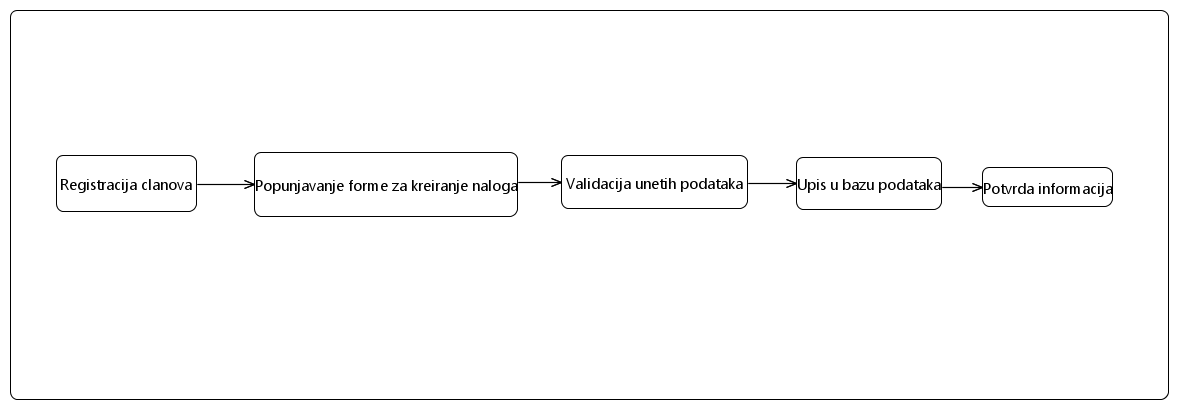 Registracija clanova
Popunjavanje forme za kreiranje naloga
Validacija unetih podataka
Upis u bazu podataka
Potvrda informacija